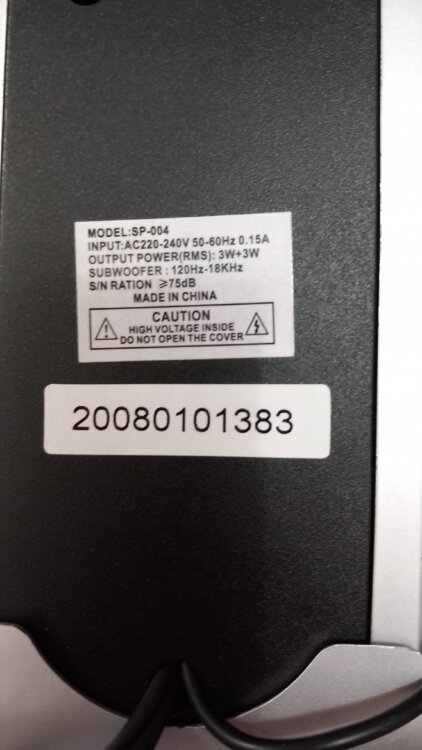 MODEL:SP-004
INPUT:AC220-240V 50-60Hz 0.15A
OUTPUT POWER(RMS): 3W+3W
SUBWOOFER : 120Hz-18KHz
S/N RATION ≥75dB
MADE IN CHINA
CAUTION
HIGH VOLTAGE INSIDE
DO NOT OPEN THE COVER
20080101383